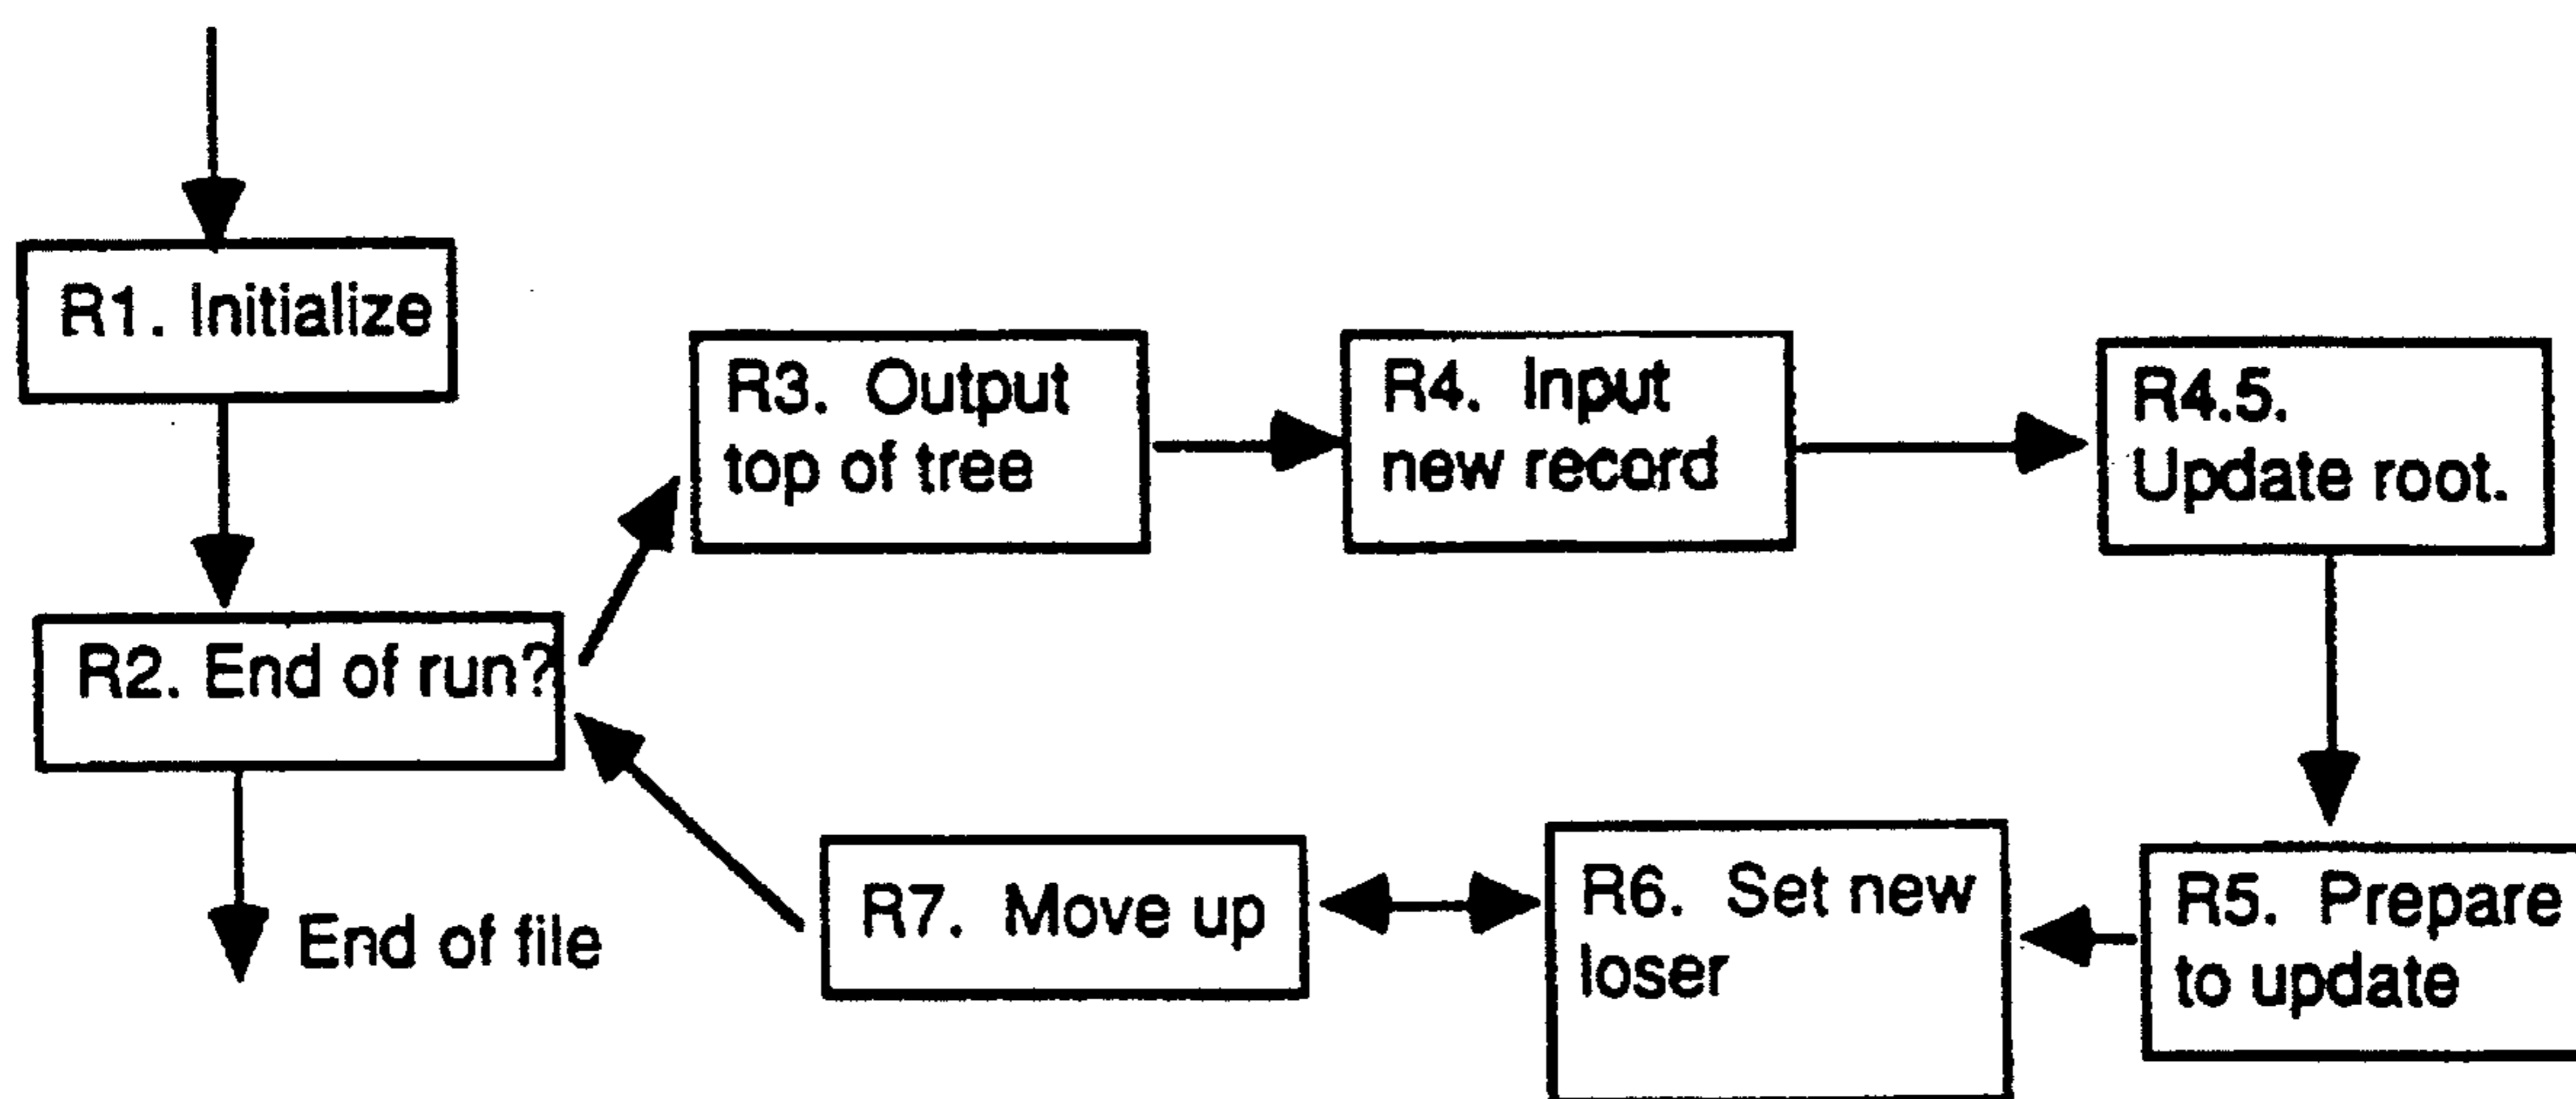 R1. Initialize
R2. End of run?
End of file
R3. Output
top of tree
R4. Input
new record
R4.5.
Update root.
R5. Prepare
to update
R6. Set new
loser
R7. Move up